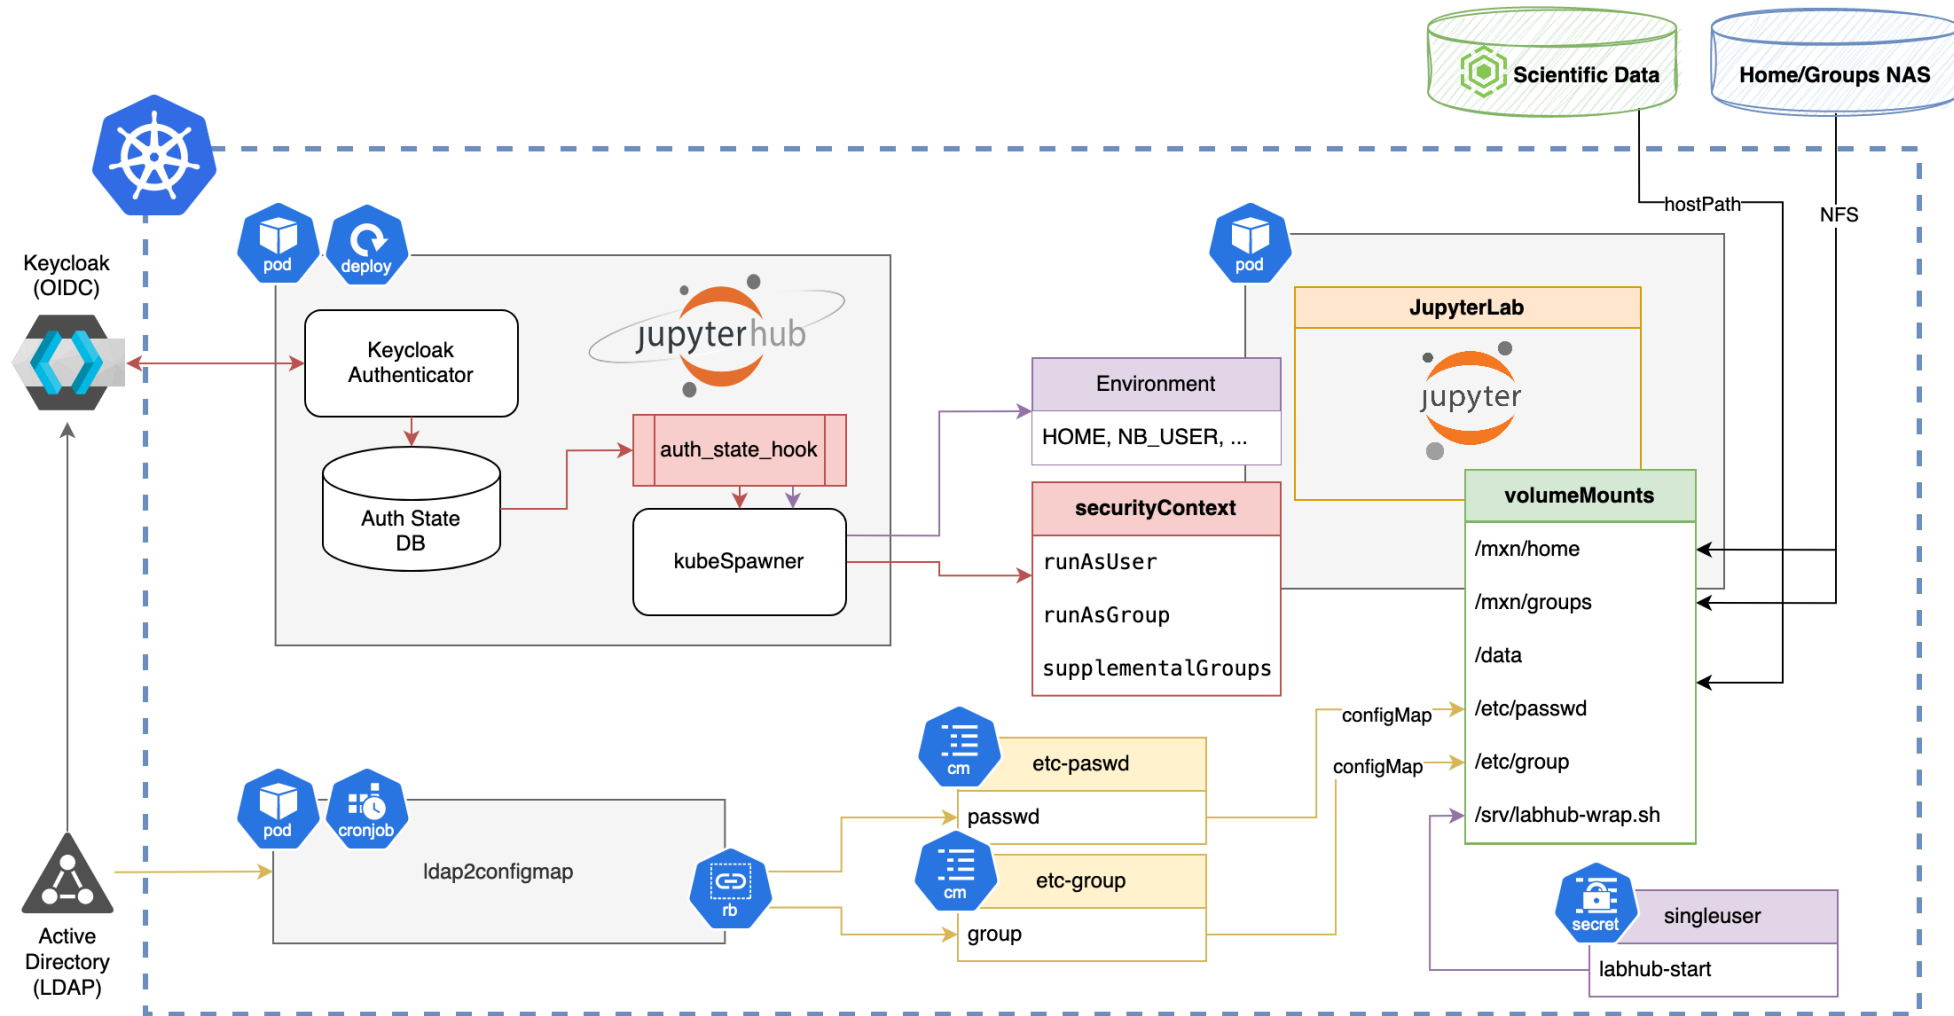 Scientific Data
Home/Groups NAS
hostPath
NFS
Keycloak
(OIDC)
pod
deploy
jupyterhub
Keycloak
Authenticator
Auth State
DB
auth_state_hook
kubeSpawner
pod
JupyterLab
jupyter
Environment
HOME, NB_USER, ...
securityContext
runAsUser
runAsGroup
supplementalGroups
volumeMounts
/mxn/home
/mxn/groups
/data
/etc/passwd
/etc/group
/srv/labhub-wrap.sh
configMap
configMap
cm
etc-paswd
passwd
cm
etc-group
group
pod
cronjob
ldap2configmap
rb
Active
Directory
(LDAP)
secret
singleuser
labhub-start